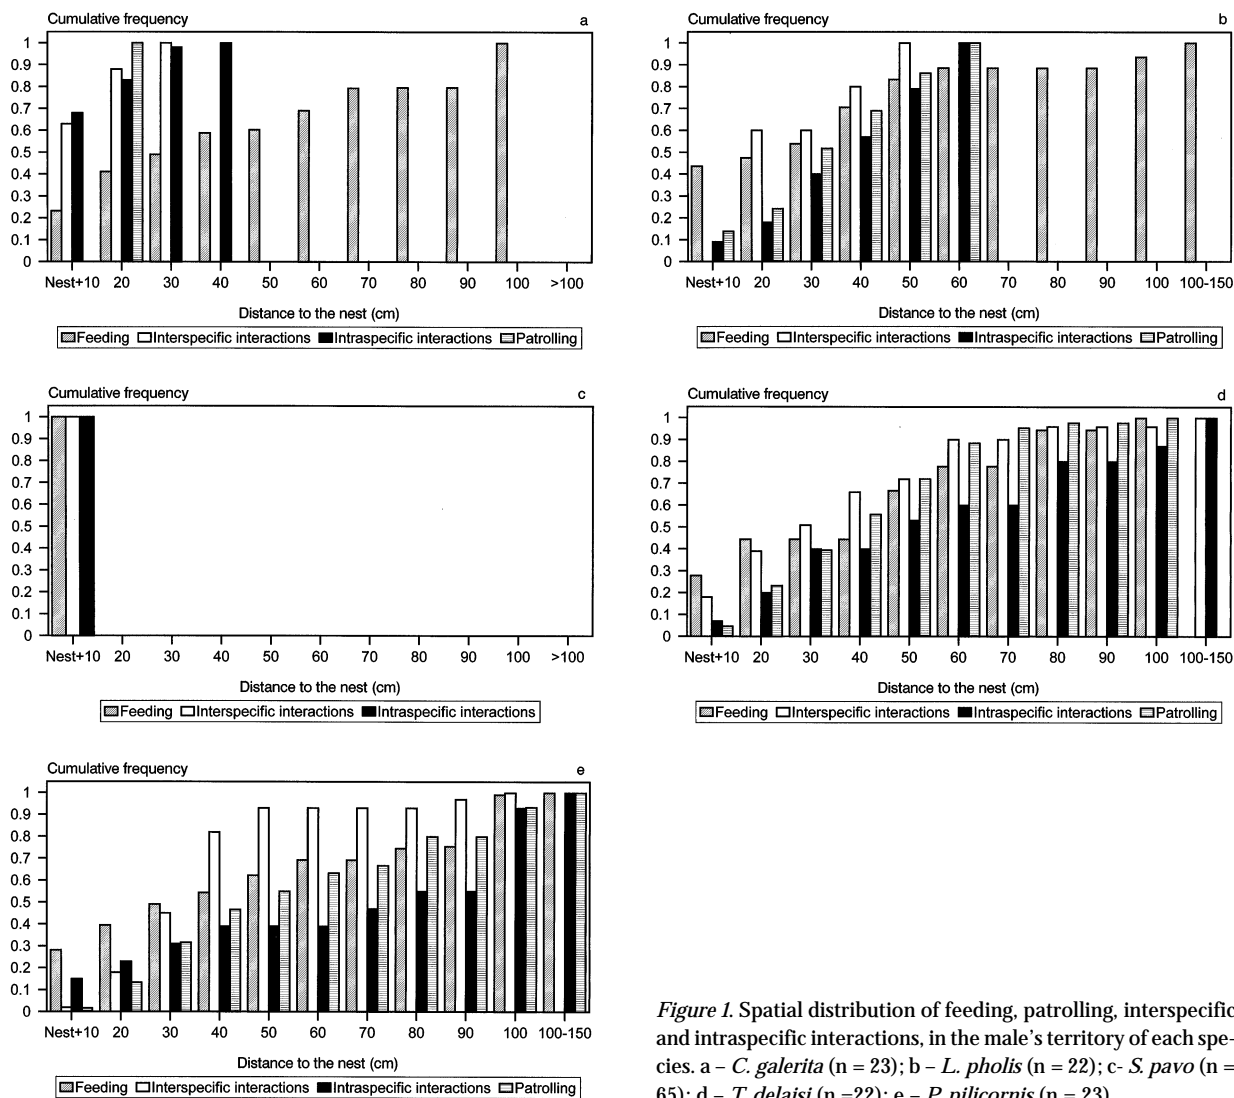 Cumulative frequency a
1
0.9
0.8
0.7
0.6
0.5
0.4
0.3
0.2
0.1
0
Nest+10 20 30 40 50 60 70 80 90 100 >100
Distance to the nest (cm)
Feeding Interspecific interactions Intraspecific interactions Patrolling
Cumulative frequency b
1
0.9
0.8
0.7
0.6
0.5
0.4
0.3
0.2
0.1
0
Nest+10 20 30 40 50 60 70 80 90 100 100-150
Distance to the nest (cm)
Feeding Interspecific interactions Intraspecific interactions Patrolling
Cumulative frequency c
1
0.9
0.8
0.7
0.6
0.5
0.4
0.3
0.2
0.1
0
Nest+10 20 30 40 50 60 70 80 90 100 >100
Distance to the nest (cm)
Feeding Interspecific interactions Intraspecific interactions
Cumulative frequency d
1
0.9
0.8
0.7
0.6
0.5
0.4
0.3
0.2
0.1
0
Nest+10 20 30 40 50 60 70 80 90 100 100-150
Distance to the nest (cm)
Feeding Interspecific interactions Intraspecific interactions Patrolling
Cumulative frequency e
1
0.9
0.8
0.7
0.6
0.5
0.4
0.3
0.2
0.1
0
Nest+10 20 30 40 50 60 70 80 90 100 100-150
Distance to the nest (cm)
Feeding Interspecific interactions Intraspecific interactions Patrolling
Figure 1. Spatial distribution of feeding, patrolling, interspecific
and intraspecific interactions, in the male's territory of each spe-
cies. a – C. galerita (n = 23); b – L. pholis (n = 22); c- S. pavo (n =
65); d – T. delaisi (n =22); e – P. pilicornis (n = 23)